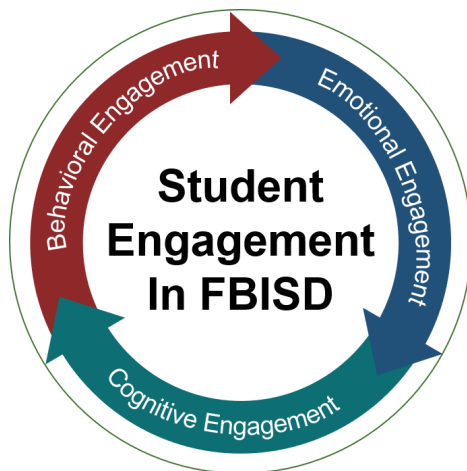 Behavioral Engagement
Emotional Engagement
Student
Engagement
In FBISD
Cognitive Engagement